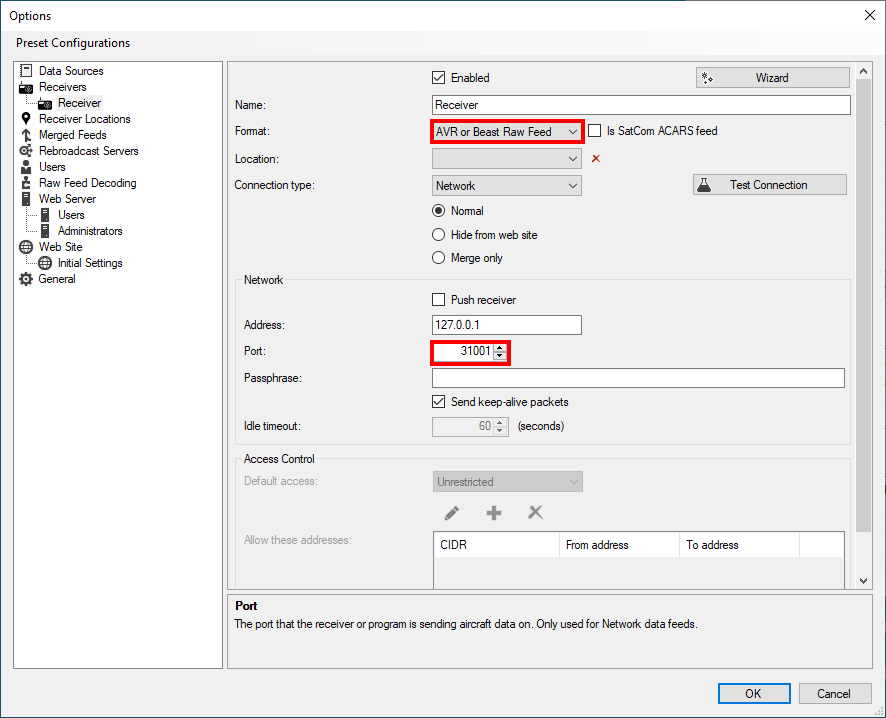 Options
Preset Configurations
Data Sources
Receivers
Receiver
Receiver Locations
Merged Feeds
Rebroadcast Servers
Users
Raw Feed Decoding
Web Server
Users
Administrators
Web Site
Initial Settings
General
Enabled
Wizard
Name: Receiver
Format: AVR or Beast Raw Feed Is SatCom ACARS feed
Location:
Connection type: Network Test Connection
Normal
Hide from web site
Merge only
Network
Push receiver
Address: 127.0.0.1
Port: 31001
Passphrase:
Send keep-alive packets
Idle timeout: 60 (seconds)
Access Control
Default access: Unrestricted
Allow these addresses:
CIDR From address To address
Port
The port that the receiver or program is sending aircraft data on. Only used for Network data feeds.
OK Cancel